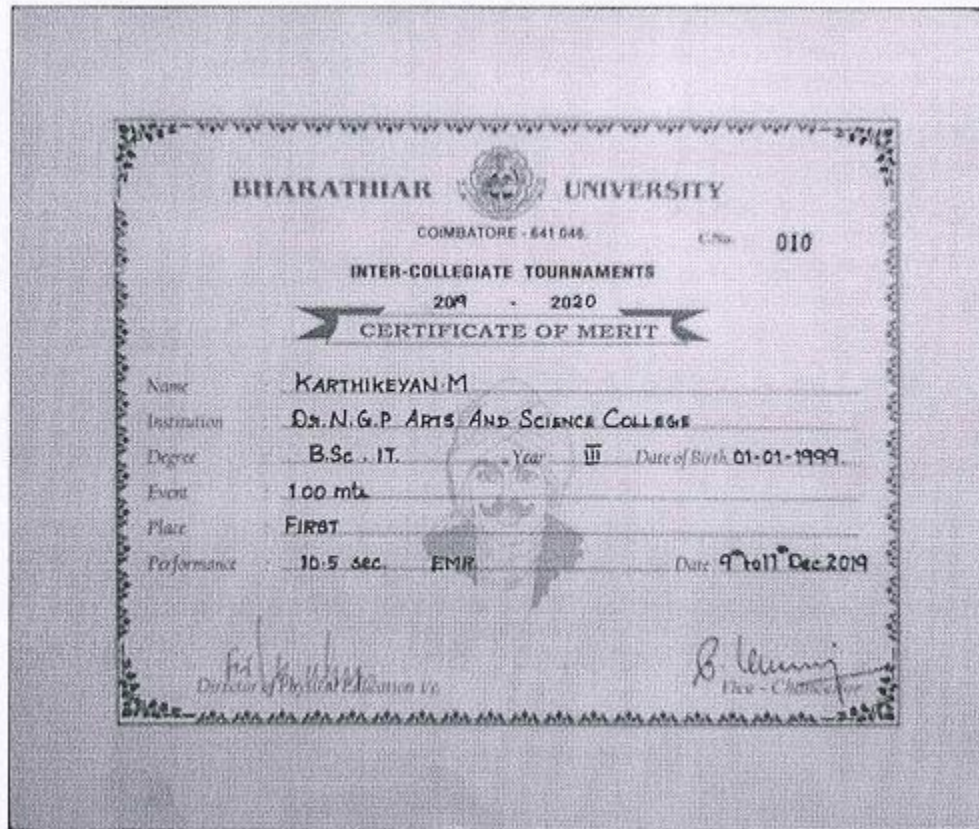 BHARATHIAR UNIVERSITY
COIMBATORE - 641 046.
C.No. 010
INTER-COLLEGIATE TOURNAMENTS
2019 - 2020
CERTIFICATE OF MERIT
Name : KARTHIKEYAN.M
Institution : Dr. N.G.P ARTS AND SCIENCE COLLEGE
Degree : B.Sc. IT. Year III Date of Birth 01-01-1999.
Event : 100 mts
Place : FIRST
Performance : 10.5 sec. EMR. Date 9th to 11th Dec. 2019
Director of Physical Education i/c
Vice - Chancellor